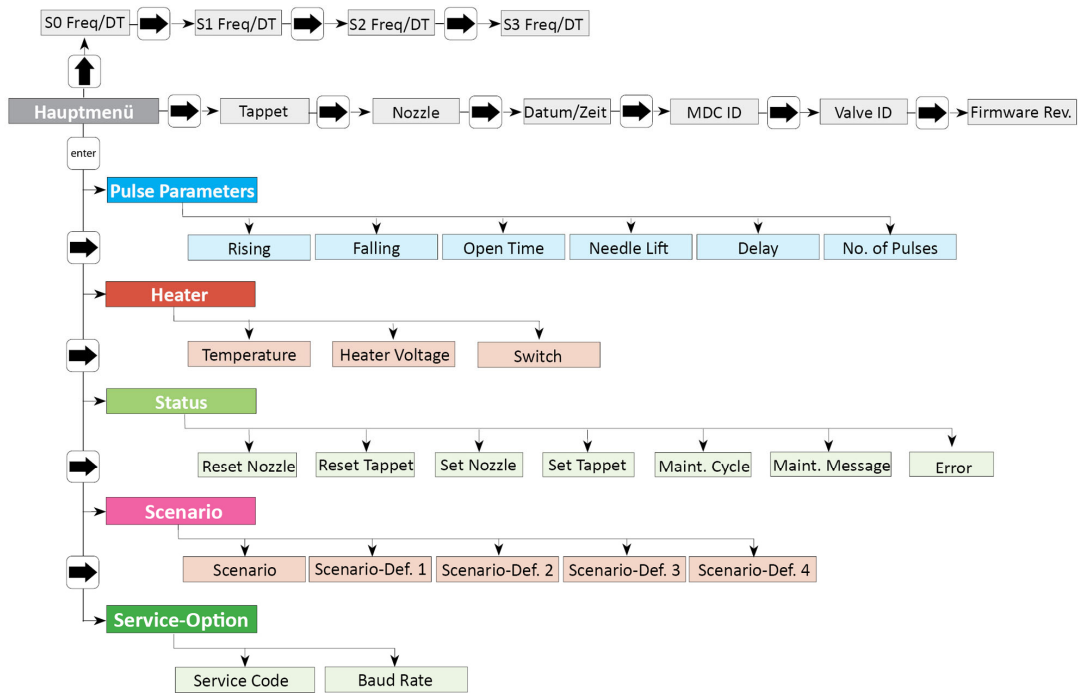 S0 Freq/DT
S1 Freq/DT
S2 Freq/DT
S3 Freq/DT
Hauptmenü
Tappet
Nozzle
Datum/Zeit
MDC ID
Valve ID
Firmware Rev.
enter
Pulse Parameters
Rising
Falling
Open Time
Needle Lift
Delay
No. of Pulses
Heater
Temperature
Heater Voltage
Switch
Status
Reset Nozzle
Reset Tappet
Set Nozzle
Set Tappet
Maint. Cycle
Maint. Message
Error
Scenario
Scenario
Scenario-Def. 1
Scenario-Def. 2
Scenario-Def. 3
Scenario-Def. 4
Service-Option
Service Code
Baud Rate